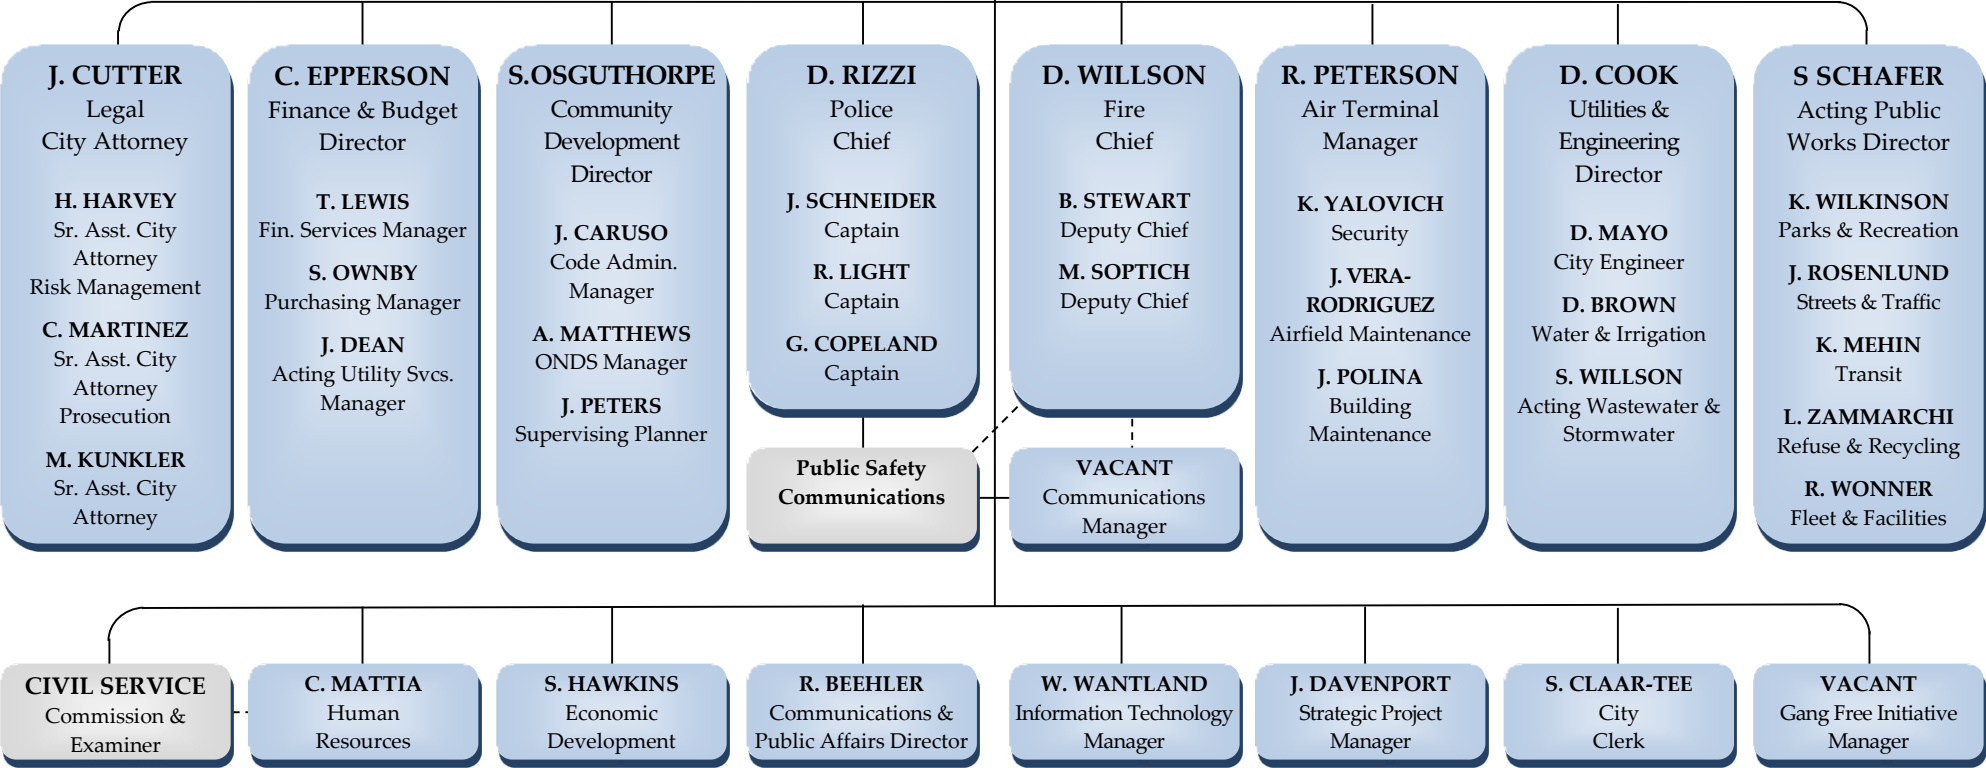 J. CUTTER
Legal
City Attorney
H. HARVEY
Sr. Asst. City
Attorney
Risk Management
C. MARTINEZ
Sr. Asst. City
Attorney
Prosecution
M. KUNKLER
Sr. Asst. City
Attorney
C. EPPERSON
Finance & Budget
Director
T. LEWIS
Fin. Services Manager
S. OWNBY
Purchasing Manager
J. DEAN
Acting Utility Svcs.
Manager
S.OSGUTHORPE
Community
Development
Director
J. CARUSO
Code Admin.
Manager
A. MATTHEWS
ONDS Manager
J. PETERS
Supervising Planner
D. RIZZI
Police
Chief
J. SCHNEIDER
Captain
R. LIGHT
Captain
G. COPELAND
Captain
Public Safety
Communications
D. WILLSON
Fire
Chief
B. STEWART
Deputy Chief
M. SOPTICH
Deputy Chief
VACANT
Communications
Manager
R. PETERSON
Air Terminal
Manager
K. YALOVICH
Security
J. VERA-
RODRIGUEZ
Airfield Maintenance
J. POLINA
Building
Maintenance
D. COOK
Utilities &
Engineering
Director
D. MAYO
City Engineer
D. BROWN
Water & Irrigation
S. WILLSON
Acting Wastewater &
Stormwater
S SCHAFER
Acting Public
Works Director
K. WILKINSON
Parks & Recreation
J. ROSENLUND
Streets & Traffic
K. MEHIN
Transit
L. ZAMMARCHI
Refuse & Recycling
R. WONNER
Fleet & Facilities
CIVIL SERVICE
Commission &
Examiner
C. MATTIA
Human
Resources
S. HAWKINS
Economic
Development
R. BEEHLER
Communications &
Public Affairs Director
W. WANTLAND
Information Technology
Manager
J. DAVENPORT
Strategic Project
Manager
S. CLAAR-TEE
City
Clerk
VACANT
Gang Free Initiative
Manager